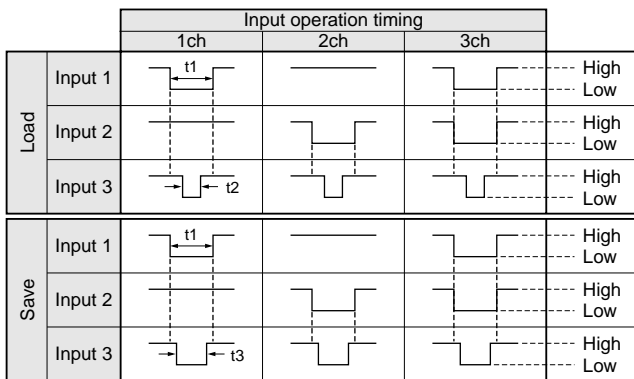 Input operation timing
1ch 2ch 3ch
Load
Input 1 t1 High
Low
Input 2 High
Low
Input 3 t2 High
Low
Save
Input 1 t1 High
Low
Input 2 High
Low
Input 3 t3 High
Low